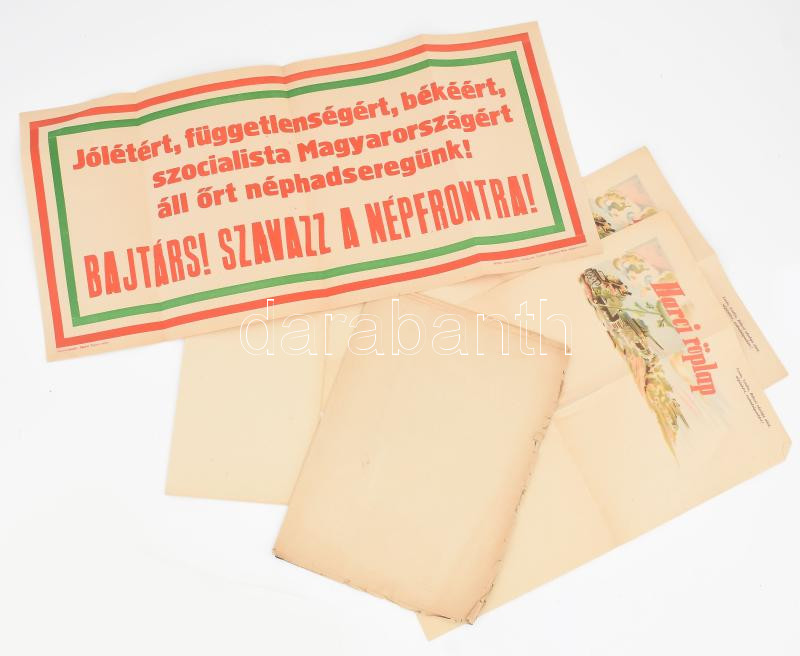 Jólétért, függetlenségért, békéért,
szocialista Magyarországért
áll őrt néphadseregünk!
BAJTÁRS! SZAVAZZ A NÉPFRONTRA!
darabanth
Harci röplap